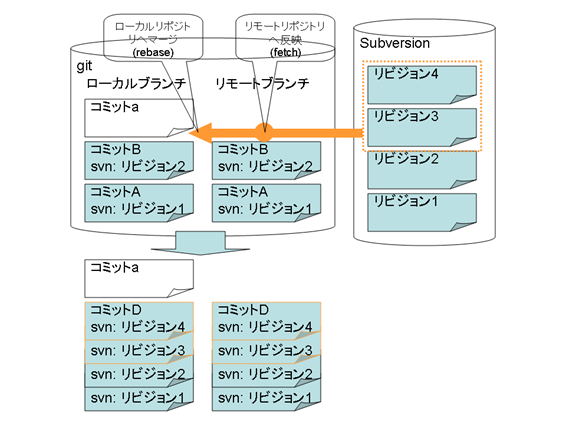 ローカルリポジト
リへマージ
(rebase)
リモートリポジトリ
へ反映
(fetch)
git
ローカルブランチ
リモートブランチ
コミットa
コミットB
svn: リビジョン2
コミットA
svn: リビジョン1
コミットB
svn: リビジョン2
コミットA
svn: リビジョン1
Subversion
リビジョン4
リビジョン3
リビジョン2
リビジョン1
コミットa
コミットD
svn: リビジョン4
svn: リビジョン3
svn: リビジョン2
svn: リビジョン1
コミットD
svn: リビジョン4
svn: リビジョン3
svn: リビジョン2
svn: リビジョン1